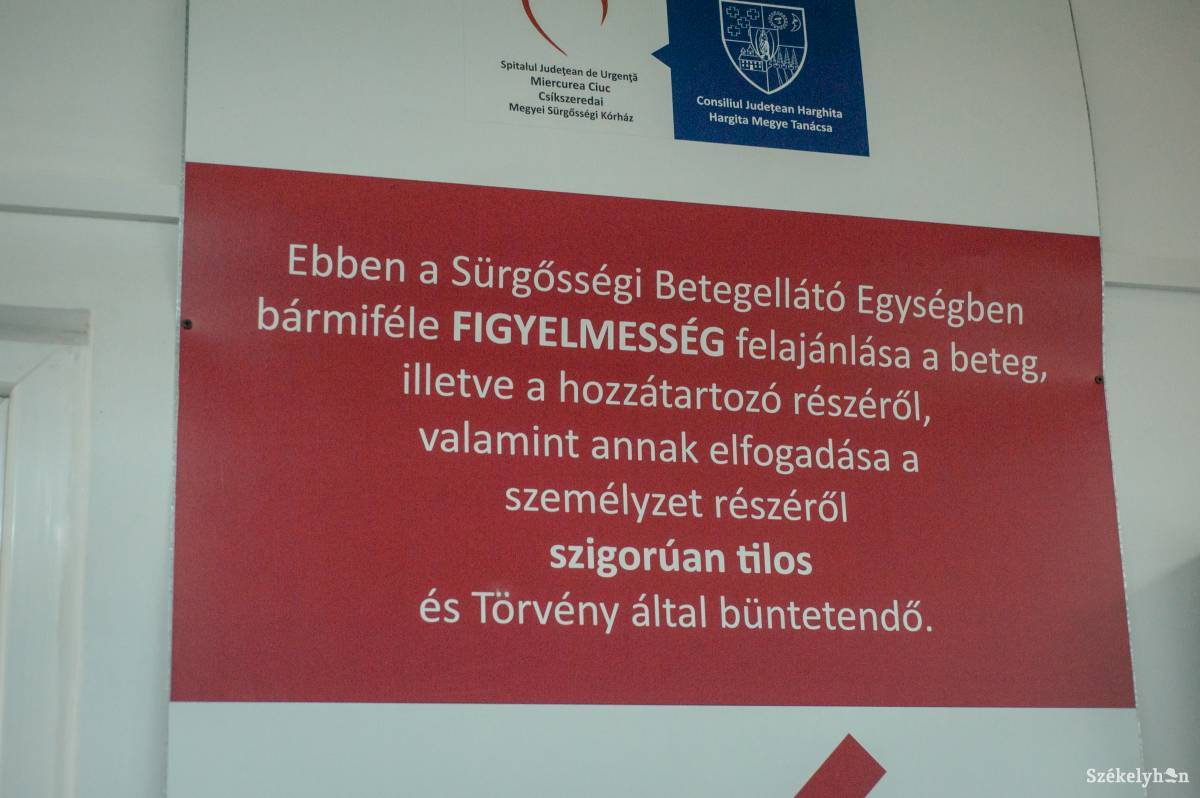 Spitalul Județean de Urgență
Miercurea Ciuc
Csíkszeredai
Megyei Sürgősségi Kórház
Consiliul Județean Harghita
Hargita Megye Tanácsa
Ebben a Sürgősségi Betegellátó Egységben
bármiféle FIGYELMESSÉG felajánlása a beteg,
illetve a hozzátartozó részéről,
valamint annak elfogadása a
személyzet részéről
szigorúan tilos
és Törvény által büntetendő.
Székelyhon